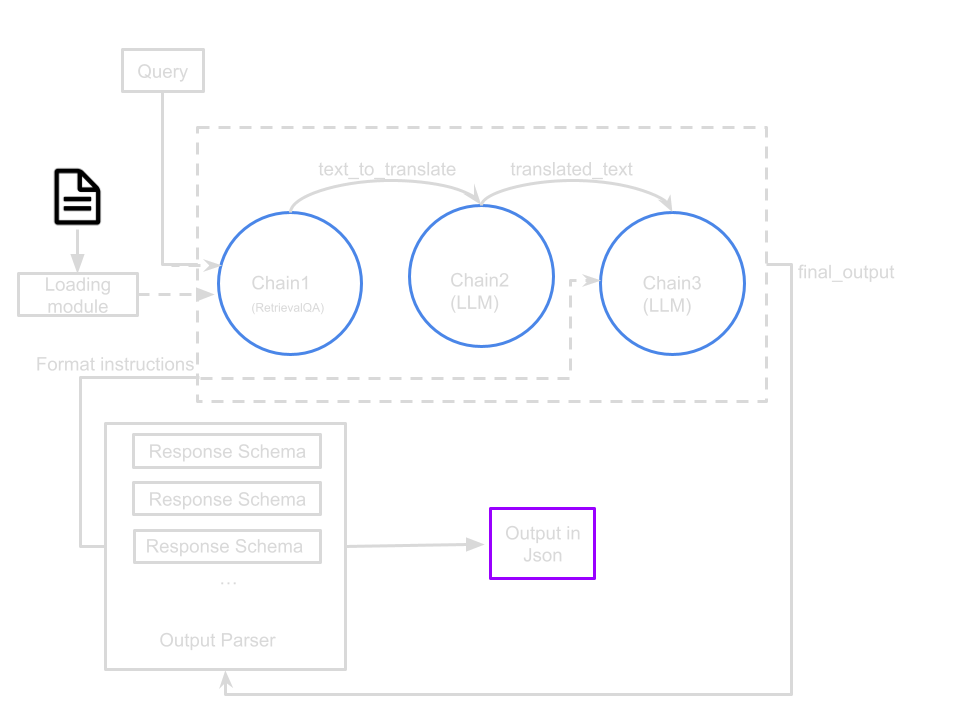 Query
text_to_translate
translated_text
Loading
module
Chain1
(RetrievalQA)
Chain2
(LLM)
Chain3
(LLM)
final_output
Format instructions
Response Schema
Response Schema
Response Schema
...
Output Parser
Output in
Json